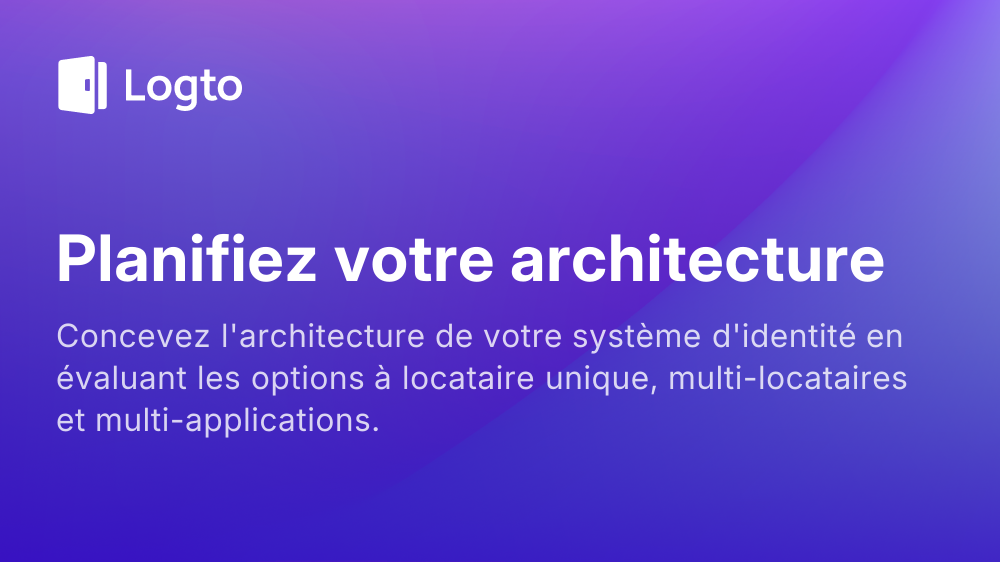 Logto
Planifiez votre architecture
Concevez l'architecture de votre système d'identité en
évaluant les options à locataire unique, multi-locataires
et multi-applications.